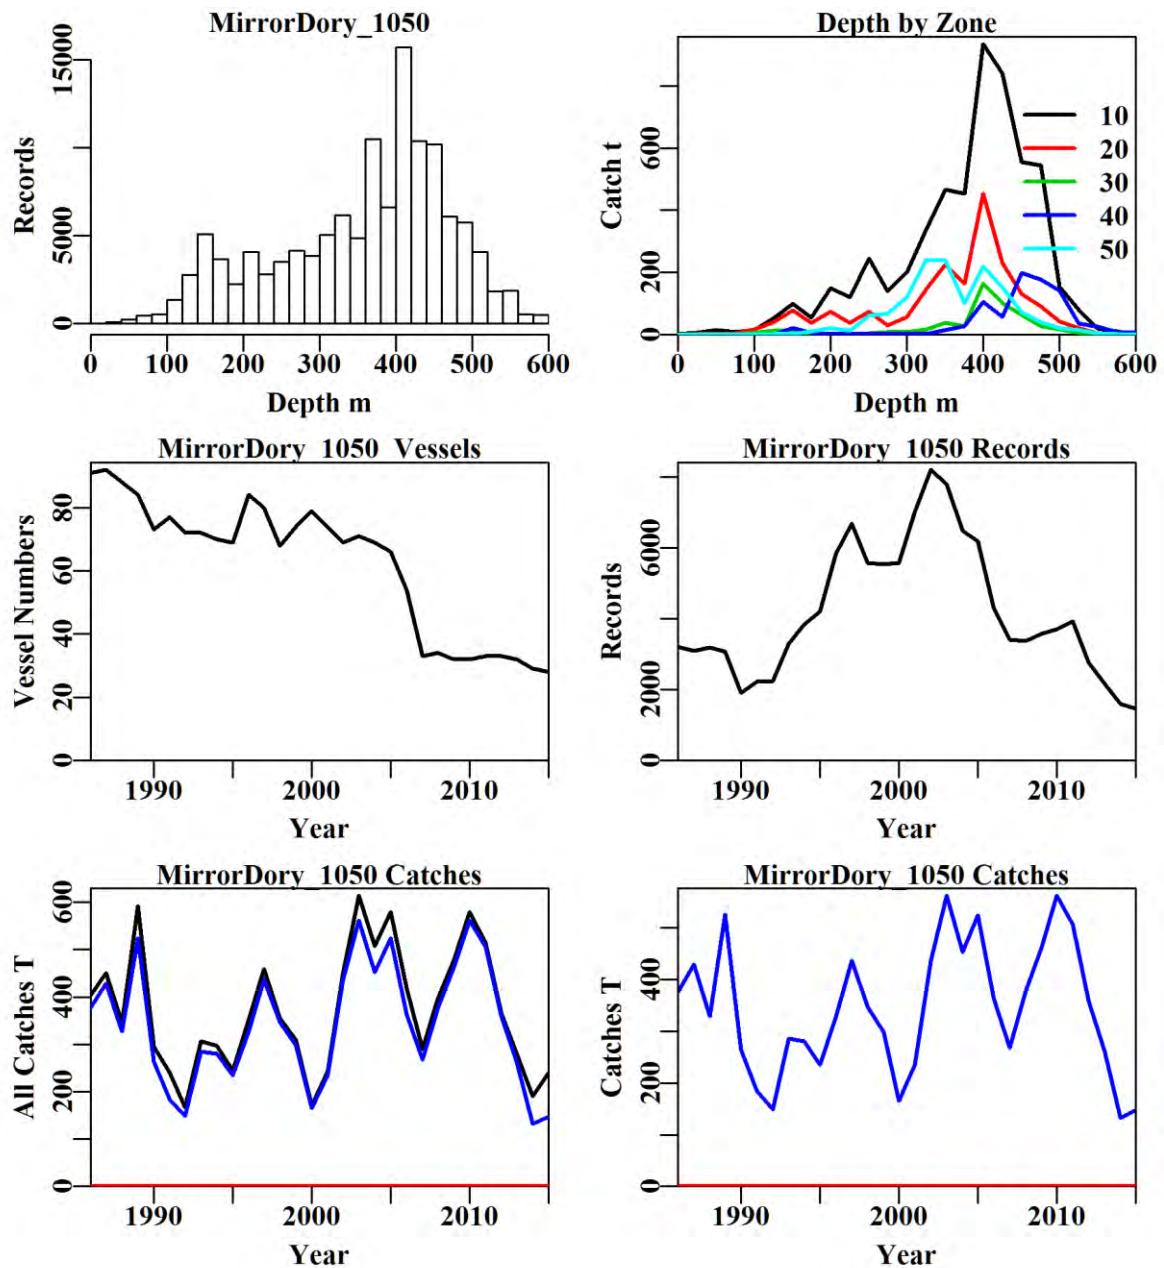 MirrorDory_1050
Records
0 5000 15000
0 100 200 300 400 500 600
Depth m
Depth by Zone
Catch t
0 200 600
10
20
30
40
50
0 100 200 300 400 500 600
Depth m
MirrorDory_1050_Vessels
Vessel Numbers
0 20 40 60 80
1990 2000 2010
Year
MirrorDory_1050 Records
Records
0 2000 6000
1990 2000 2010
Year
MirrorDory_1050 Catches
All Catches T
0 200 400 600
1990 2000 2010
Year
MirrorDory_1050 Catches
Catches T
0 200 400
1990 2000 2010
Year